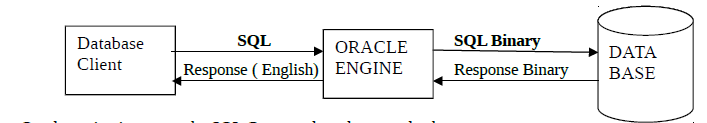 Database
Client
SQL
Response ( English)
ORACLE
ENGINE
SQL Binary
Response Binary
DATA
BASE